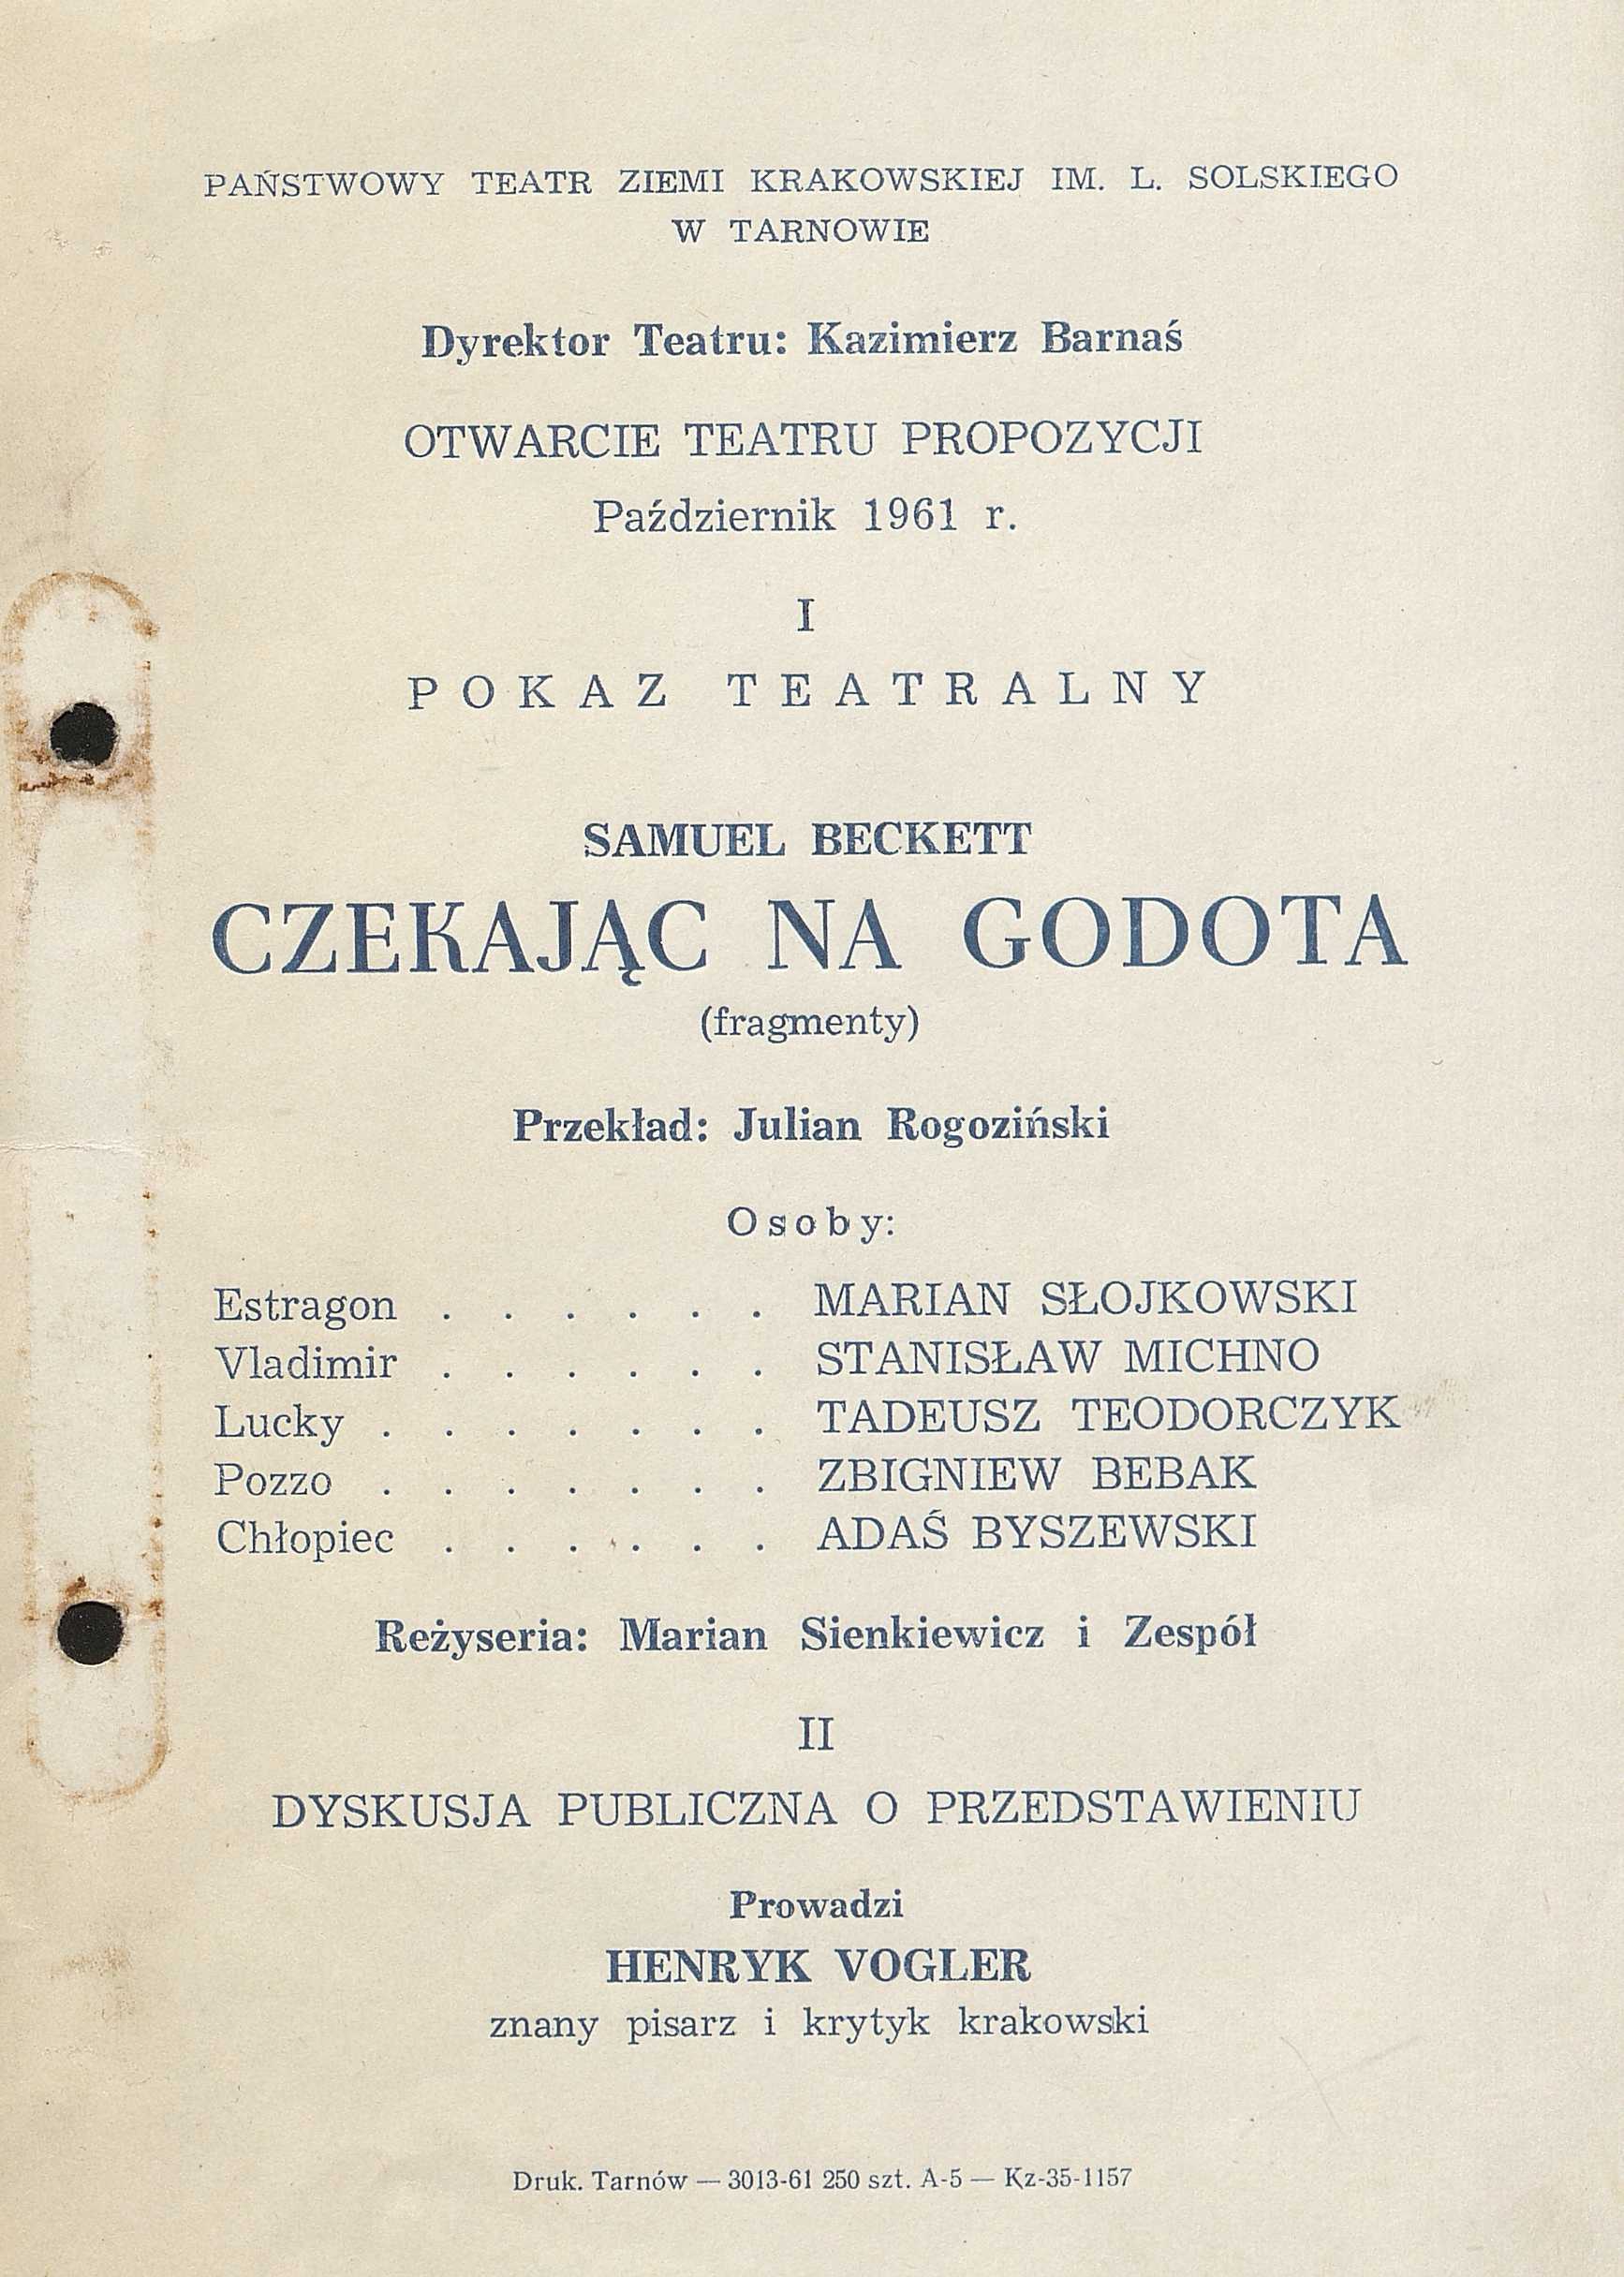 PAŃSTWOWY TEATR ZIEMI KRAKOWSKIEJ IM. L. SOLSKIEGO
W TARNOWIE
Dyrektor Teatru: Kazimierz Barnaś
OTWARCIE TEATRU PROPOZYCJI
Październik 1961 r.
I
POKAZ TEATRALNY
SAMUEL BECKETT
CZEKAJĄC NA GODOTA
(fragmenty)
Przekład: Julian Rogoziński
Osoby:
Estragon . . . . . . MARIAN SŁOJKOWSKI
Vladimir . . . . . . STANISŁAW MICHNO
Lucky . . . . . . . TADEUSZ TEODORCZYK
Pozzo . . . . . . . ZBIGNIEW BEBAK
Chłopiec . . . . . . ADAŚ BYSZEWSKI
Reżyseria: Marian Sienkiewicz i Zespół
II
DYSKUSJA PUBLICZNA O PRZEDSTAWIENIU
Prowadzi
HENRYK VOGLER
znany pisarz i krytyk krakowski
Druk. Tarnów — 3013-61 250 szt. A-5 — Kz-35-1157